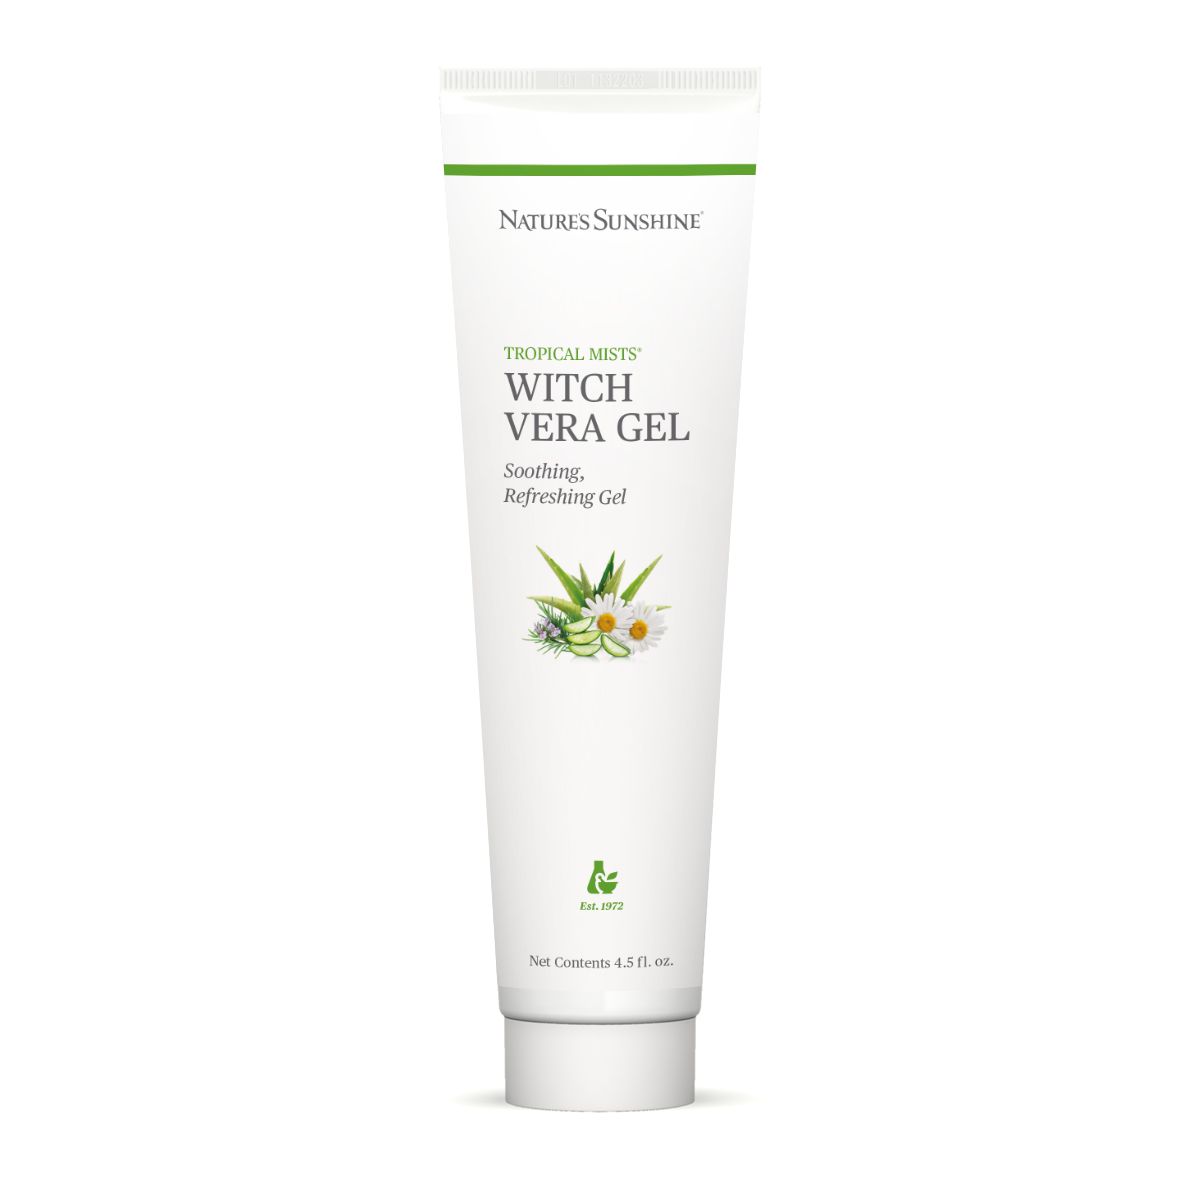 NATURE'S SUNSHINE®
TROPICAL MISTS®
WITCH
VERA GEL
Soothing,
Refreshing Gel
Est. 1972
Net Contents 4.5 fl. oz.